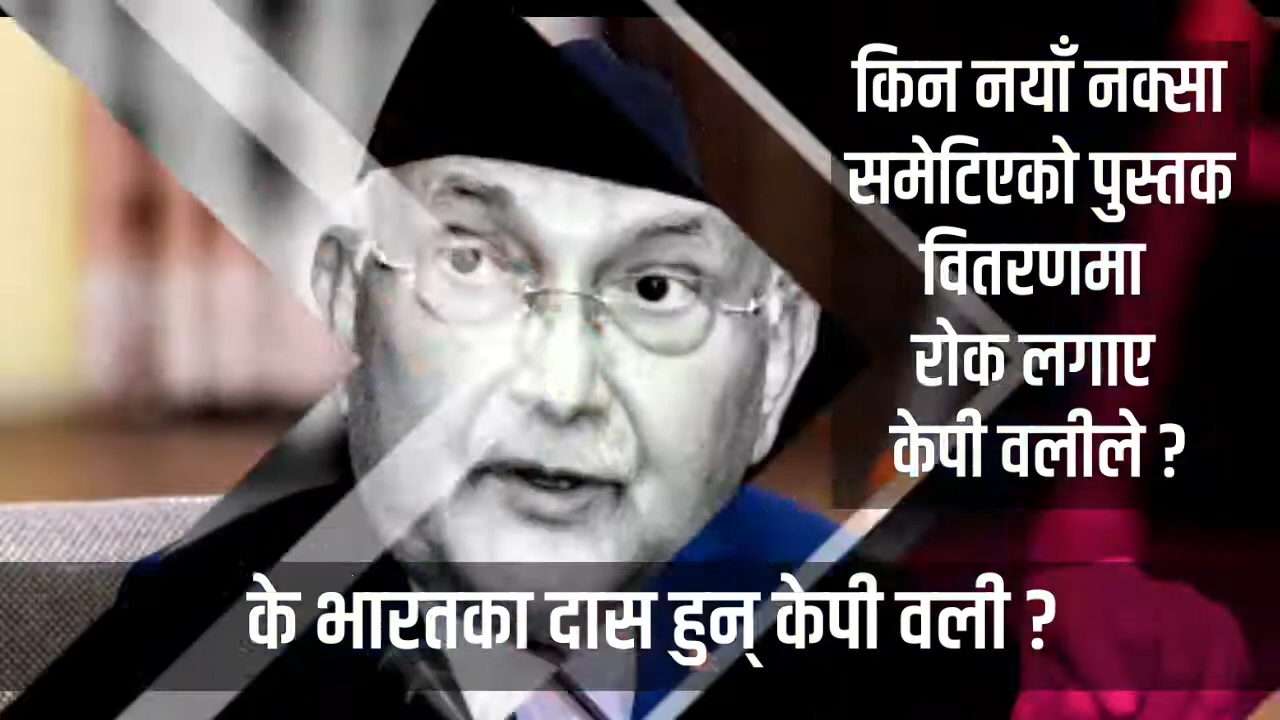 किन नयाँ नक्सा
समेटिएको पुस्तक
वितरणमा
रोक लगाए
केपी वलीले ?
के भारतका दास हुन् केपी वली ?